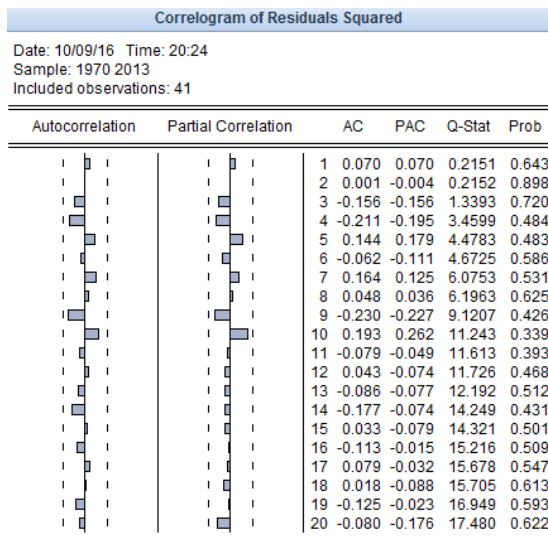 Correlogram of Residuals Squared
Date: 10/09/16 Time: 20:24
Sample: 1970 2013
Included observations: 41
Autocorrelation Partial Correlation AC PAC Q-Stat Prob
1 0.070 0.070 0.2151 0.643
2 0.001 -0.004 0.2152 0.898
3 -0.156 -0.156 1.3393 0.720
4 -0.211 -0.195 3.4599 0.484
5 0.144 0.179 4.4783 0.483
6 -0.062 -0.111 4.6725 0.586
7 0.164 0.125 6.0753 0.531
8 0.048 0.036 6.1963 0.625
9 -0.230 -0.227 9.1207 0.426
10 0.193 0.262 11.243 0.339
11 -0.079 -0.049 11.613 0.393
12 0.043 -0.074 11.726 0.468
13 -0.086 -0.077 12.192 0.512
14 -0.177 -0.074 14.249 0.431
15 0.033 -0.079 14.321 0.501
16 -0.113 -0.015 15.216 0.509
17 0.079 -0.032 15.678 0.547
18 0.018 -0.088 15.705 0.613
19 -0.125 -0.023 16.949 0.593
20 -0.080 -0.176 17.480 0.622